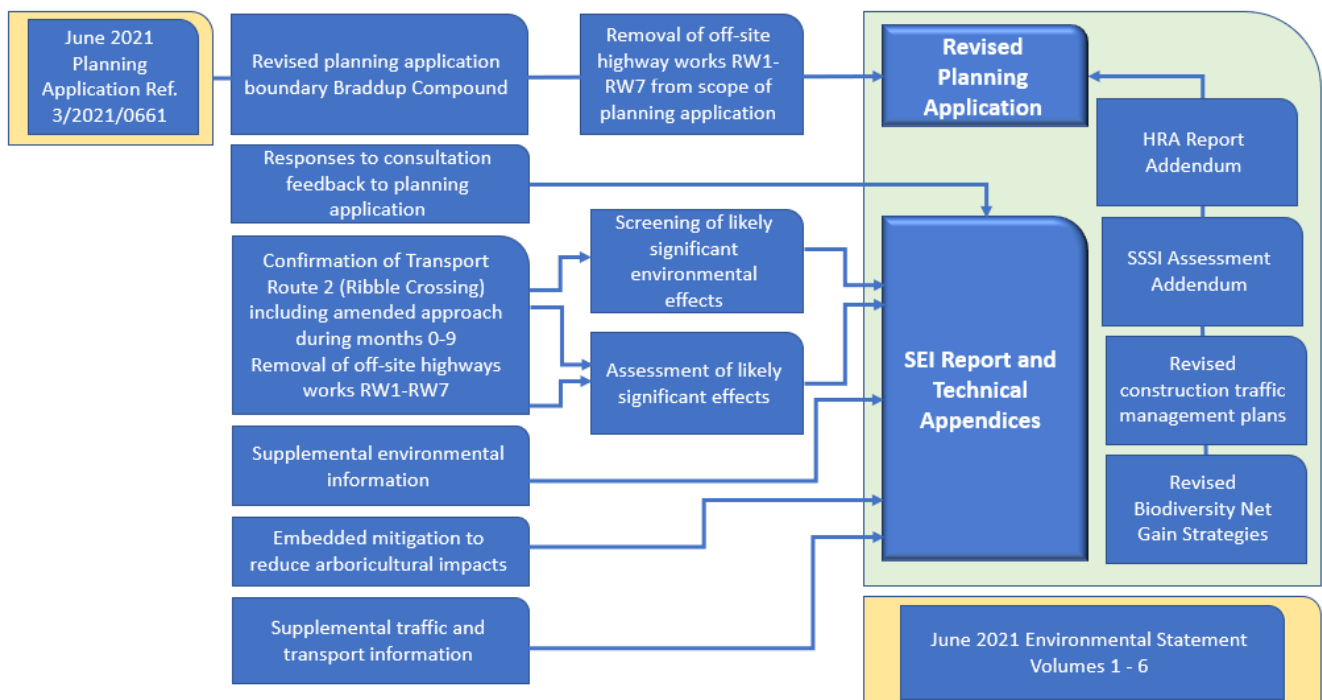 June 2021
Planning
Application Ref.
3/2021/0661
Revised planning application
boundary Braddup Compound
Removal of off-site
highway works RW1-
RW7 from scope of
planning application
Revised
Planning
Application
HRA Report
Addendum
Responses to consultation
feedback to planning
application
Confirmation of Transport
Route 2 (Ribble Crossing)
including amended approach
during months 0-9
Removal of off-site highways
works RW1-RW7
Screening of likely
significant
environmental
effects
Assessment of likely
significant effects
SEI Report and
Technical
Appendices
SSSI Assessment
Addendum
Revised
construction traffic
management plans
Revised
Biodiversity Net
Gain Strategies
Supplemental environmental
information
Embedded mitigation to
reduce arboricultural impacts
Supplemental traffic and
transport information
June 2021 Environmental Statement
Volumes 1 - 6